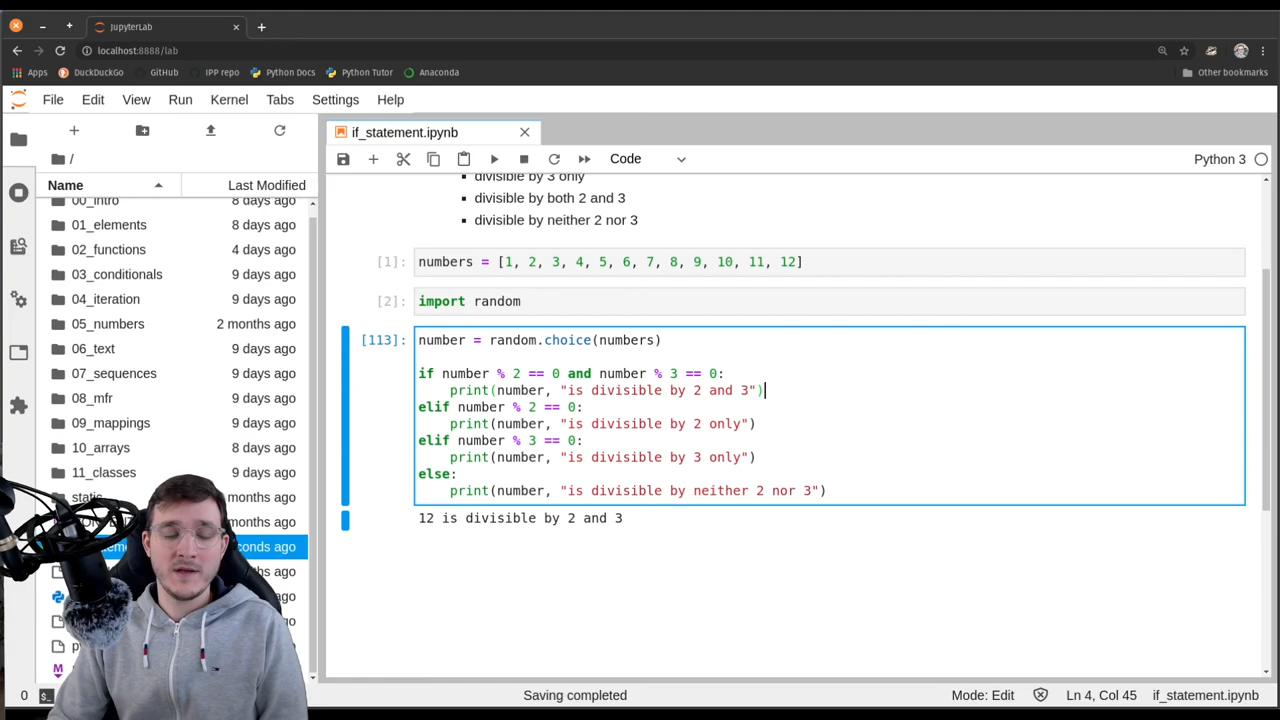 JupyterLab
localhost:8888/lab
Apps DuckDuckGo GitHub IPP repo Python Docs Python Tutor Anaconda Other bookmarks
File Edit View Run Kernel Tabs Settings Help
if_statement.ipynb
/
Code Python 3
Name Last Modified
00_intro 8 days ago
01_elements 8 days ago
02_functions 4 days ago
03_conditionals 9 days ago
04_iteration 9 days ago
05_numbers 2 months ago
06_text 9 days ago
07_sequences 9 days ago
08_mfr 9 days ago
09_mappings 9 days ago
10_arrays 9 days ago
11_classes 9 days ago
static months ago
months ago
ago
ago
ago
ago
ago
ago
M
divisible by 3 only
divisible by both 2 and 3
divisible by neither 2 nor 3
[1]: numbers = [1, 2, 3, 4, 5, 6, 7, 8, 9, 10, 11, 12]
[2]: import random
[113]: number = random.choice(numbers)
if number % 2 == 0 and number % 3 == 0:
print(number, "is divisible by 2 and 3")
elif number % 2 == 0:
print(number, "is divisible by 2 only")
elif number % 3 == 0:
print(number, "is divisible by 3 only")
else:
print(number, "is divisible by neither 2 nor 3")
12 is divisible by 2 and 3
0 $_ Saving completed Mode: Edit Ln 4, Col 45 if_statement.ipynb